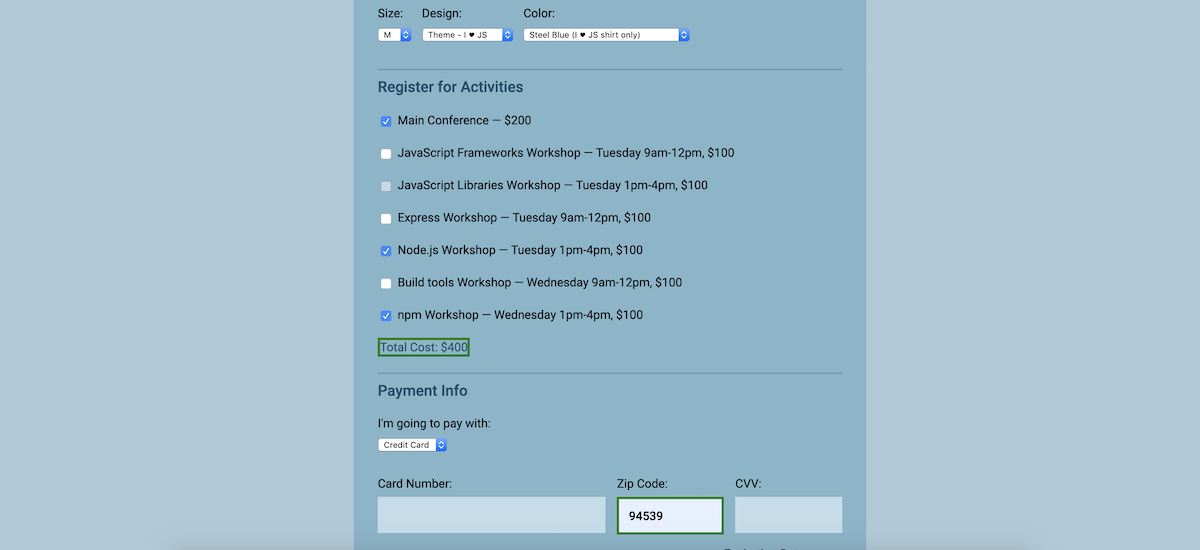 Size: Design: Color:
M Theme - I ♥ JS Steel Blue (I ♥ JS shirt only)
Register for Activities
Main Conference — $200
JavaScript Frameworks Workshop — Tuesday 9am-12pm, $100
JavaScript Libraries Workshop — Tuesday 1pm-4pm, $100
Express Workshop — Tuesday 9am-12pm, $100
Node.js Workshop — Tuesday 1pm-4pm, $100
Build tools Workshop — Wednesday 9am-12pm, $100
npm Workshop — Wednesday 1pm-4pm, $100
Total Cost: $400
Payment Info
I'm going to pay with:
Credit Card
Card Number: Zip Code: CVV:
94539